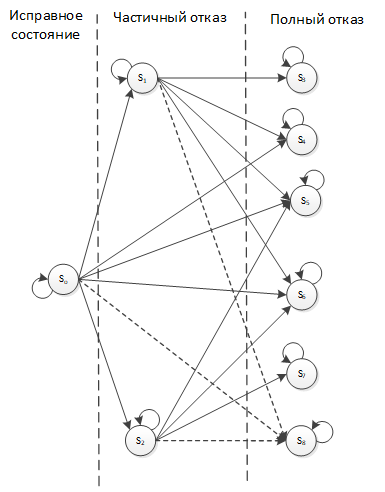 Исправное
состояние
Частичный отказ
Полный отказ
S1
S3
S4
S5
S0
S6
S7
S2
S8